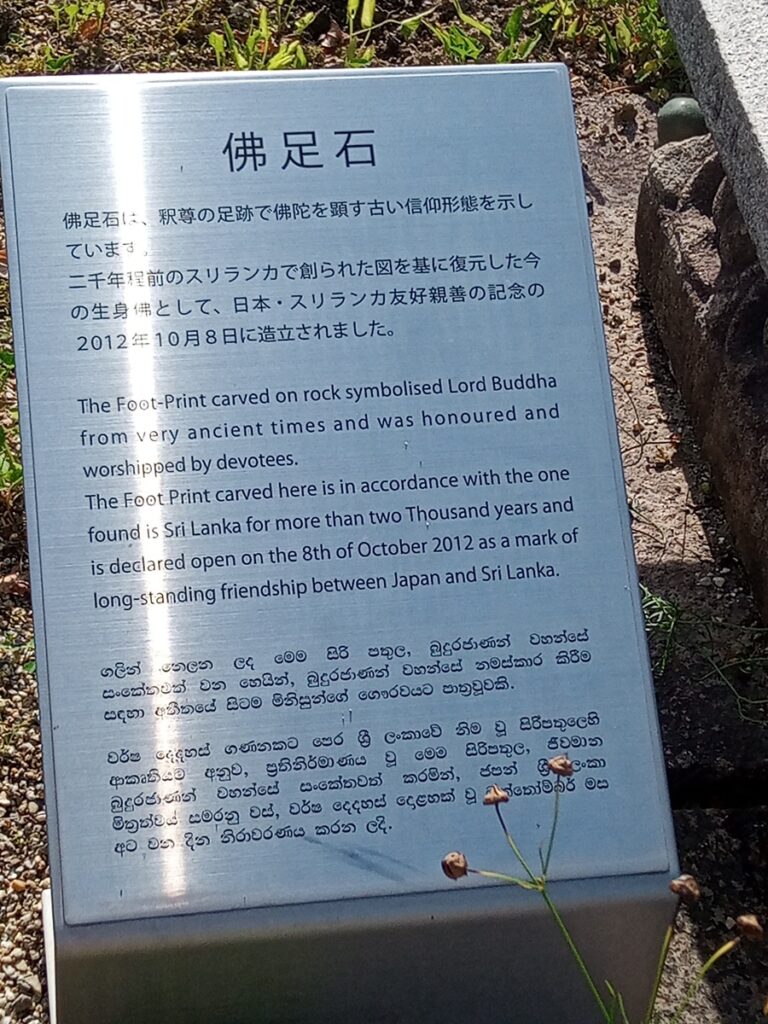 佛足石
佛足石は、釈尊の足跡で佛陀を顕す古い信仰形態を示し
ています。
二千年程前のスリランカで創られた図を基に復元した今
の生身佛として、日本・スリランカ友好親善の記念の
2012年10月8日に造立されました。
The Foot-Print carved on rock symbolised Lord Buddha
from very ancient times and was honoured and
worshipped by devotees.
The Foot Print carved here is in accordance with the one
found is Sri Lanka for more than two Thousand years and
is declared open on the 8th of October 2012 as a mark of
long-standing friendship between Japan and Sri Lanka.
ගලින් නෙලන ලද මෙම සිරි පතුල, බුදුරජාණන් වහන්සේ
සංකේතවත් වන හෙයින්, බුදුරජාණන් වහන්සේ නමස්කාර කිරීම
සඳහා අතීතයේ සිටම මිනිසුන්ගේ ගෞරවයට පාත්‍රවූවකි.
වර්ෂ දෙදහස් ගණනකට පෙර ශ්‍රී ලංකාවේ නිම වූ සිරිපතුලෙහි
ආකෘතියට අනුව, ප්‍රතිනිර්මාණය වූ මෙම සිරිපතුල, ජීවමාන
බුදුරජාණන් වහන්සේ සංකේතවත් කරමින්, ජපන් ශ්‍රී ලංකා
මිත්‍රත්වය සමරනු වස්, වර්ෂ දෙදහස් දොළහක් වූ ඔක්තෝම්බර් මස
අට වන දින නිරාවරණය කරන ලදි.